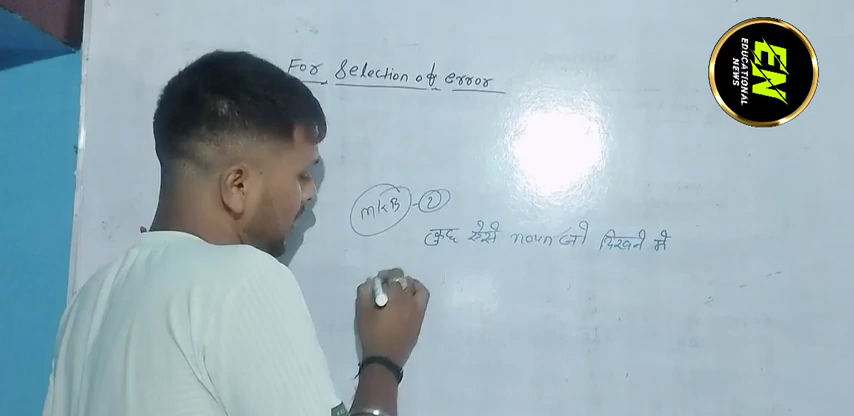 For Selection of error
MKB - 2
कुछ ऐसे noun जो दिखने मे
EN
EDUCATIONAL
NEWS